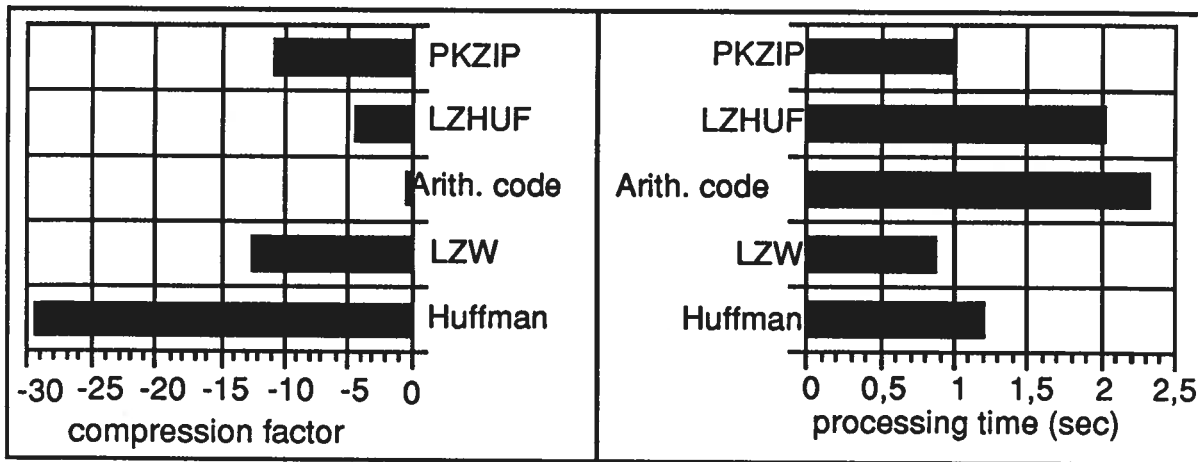 PKZIP
LZHUF
Arith. code
LZW
Huffman
-30 -25 -20 -15 -10 -5 0
compression factor
PKZIP
LZHUF
Arith. code
LZW
Huffman
0 0,5 1 1,5 2 2,5
processing time (sec)